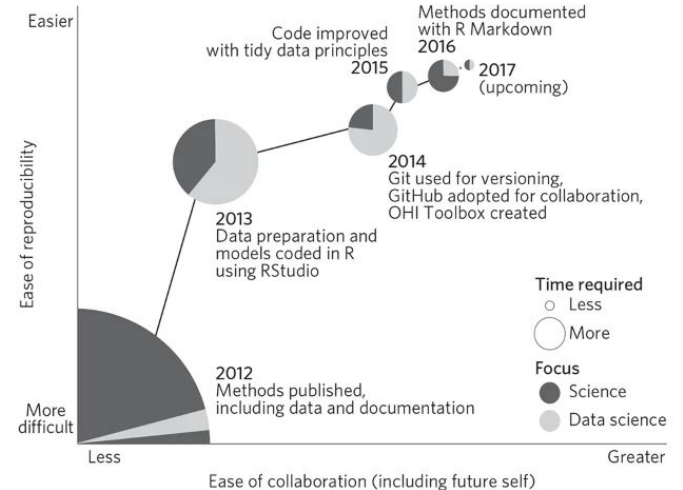 Easier
Methods documented
with R Markdown
2016
Code improved
with tidy data principles
2015
2017
(upcoming)
2014
Git used for versioning,
GitHub adopted for collaboration,
OHI Toolbox created
2013
Data preparation and
models coded in R
using RStudio
Ease of reproducibility
Time required
Less
More
Focus
Science
Data science
2012
Methods published,
including data and documentation
More
difficult
Less
Greater
Ease of collaboration (including future self)